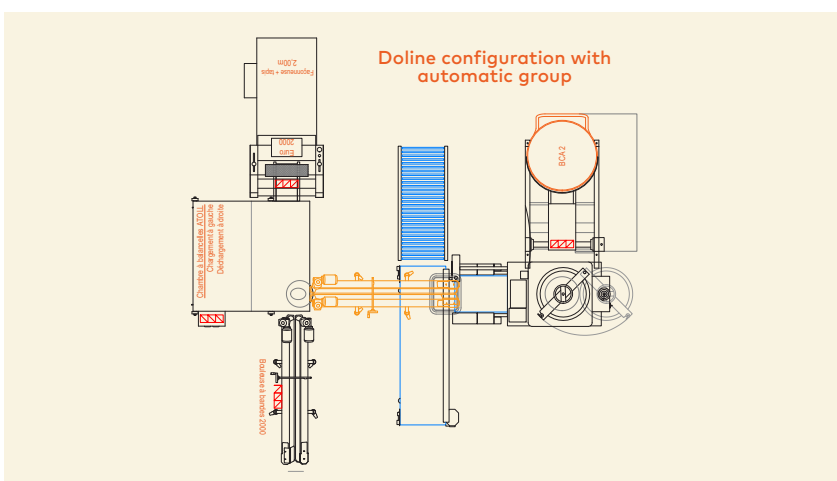 Doline configuration with
automatic group
Façonneuse + tapis
2.00m
Euro
2000
BCA 2
Chambre à balancelles ATOLL
Chargement à gauche
Déchargement à droite
Bouleuse à bandes 2000